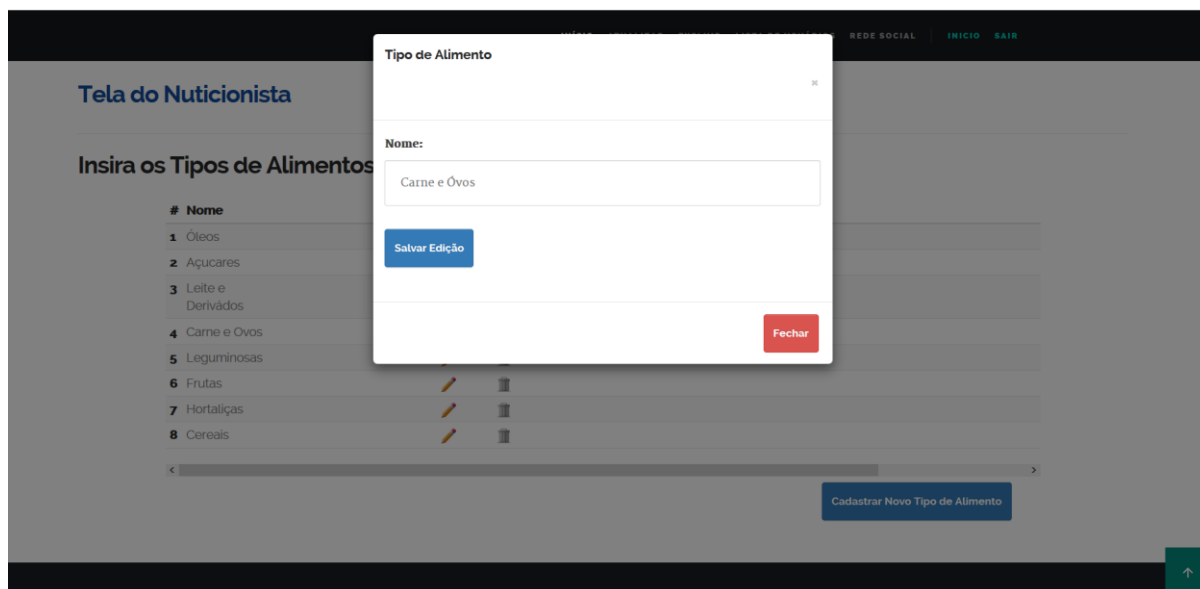 REDE SOCIAL INICIO SAIR
Tipo de Alimento
×
Tela do Nuticionista
Nome:
Insira os Tipos de Alimentos
Carne e Óvos
# Nome
1 Óleos
Salvar Edição
2 Açucares
3 Leite e
Derivádos
4 Carne e Ovos
Fechar
5 Leguminosas
6 Frutas
7 Hortaliças
8 Cereais
Cadastrar Novo Tipo de Alimento